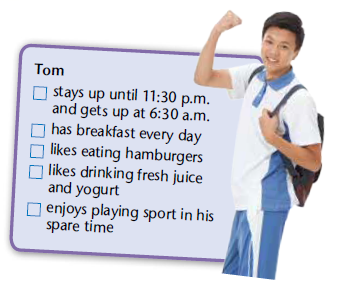 Tom
stays up until 11:30 p.m.
and gets up at 6:30 a.m.
has breakfast every day
likes eating hamburgers
likes drinking fresh juice
and yogurt
enjoys playing sport in his
spare time